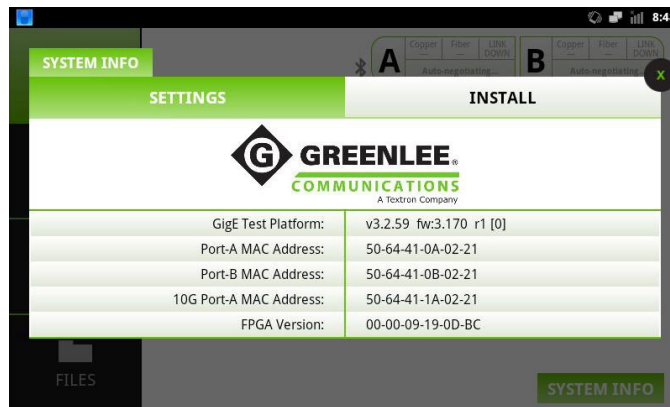 8:4
SYSTEM INFO
A
Copper
Fiber
LINK
DOWN
Auto-negotiating...
B
Copper
Fiber
LINK
DOWN
Auto-negotiating...
X
SETTINGS
INSTALL
G GREENLEE®
COMMUNICATIONS
A Textron Company
GigE Test Platform: v3.2.59 fw:3.170 r1 [0]
Port-A MAC Address: 50-64-41-0A-02-21
Port-B MAC Address: 50-64-41-0B-02-21
10G Port-A MAC Address: 50-64-41-1A-02-21
FPGA Version: 00-00-09-19-0D-BC
FILES
SYSTEM INFO